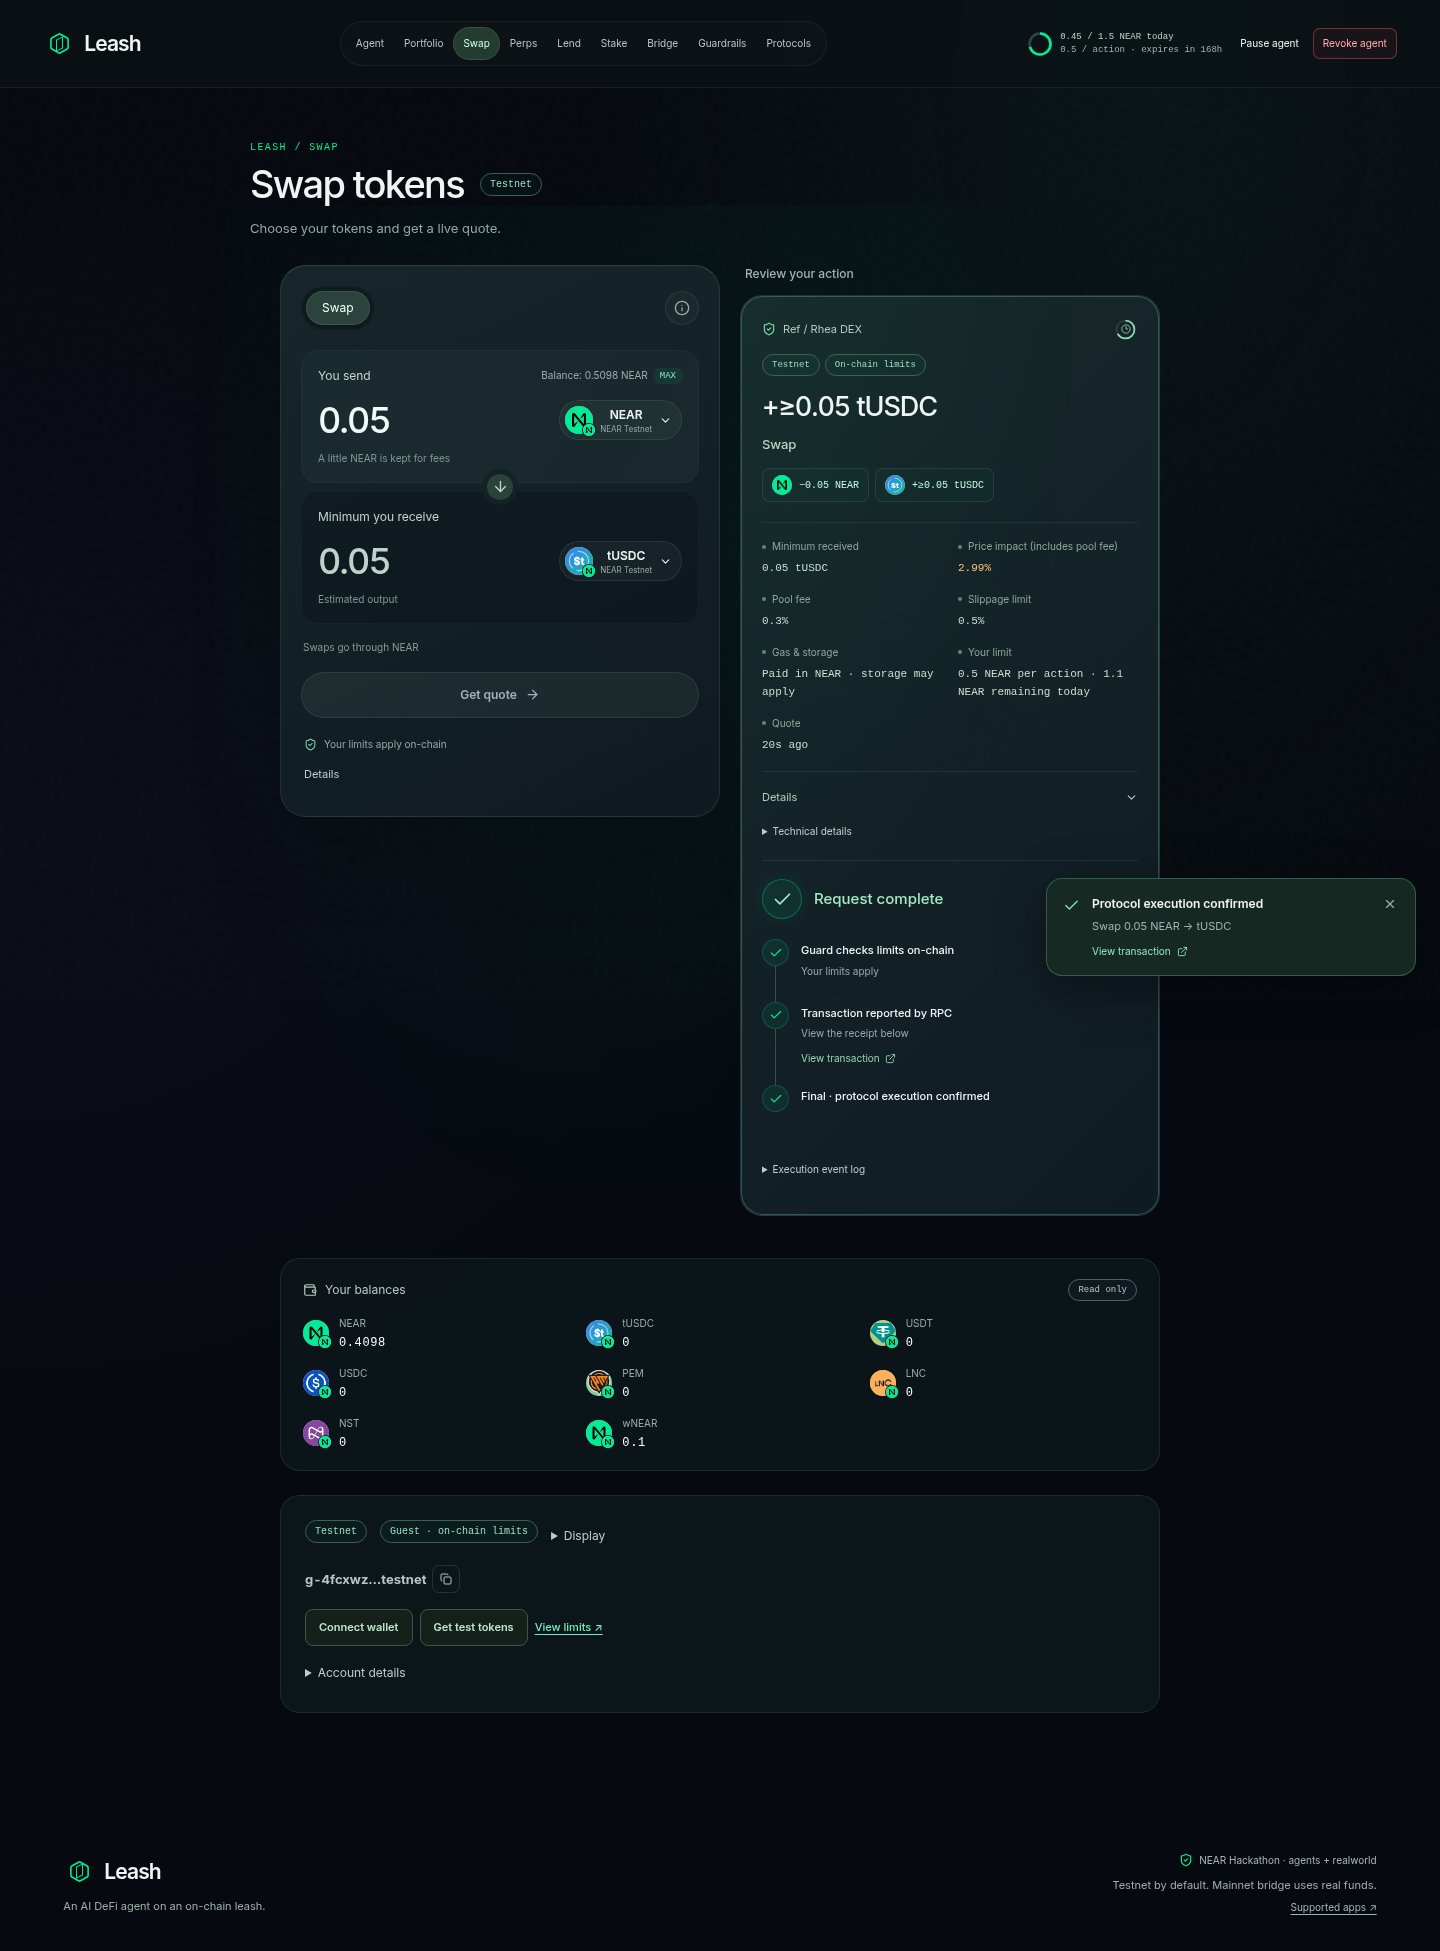 Leash
Agent
Portfolio
Swap
Perps
Lend
Stake
Bridge
Guardrails
Protocols
0.45 / 1.5 NEAR today
0.5 / action · expires in 168h
Pause agent
Revoke agent
LEASH / SWAP
Swap tokens
Testnet
Choose your tokens and get a live quote.
Swap
You send
Balance: 0.5098 NEAR
MAX
0.05
NEAR
NEAR Testnet
A little NEAR is kept for fees
Minimum you receive
0.05
tUSDC
NEAR Testnet
Estimated output
Swaps go through NEAR
Get quote →
Your limits apply on-chain
Details
Review your action
Ref / Rhea DEX
Testnet
On-chain limits
+≥0.05 tUSDC
Swap
−0.05 NEAR
+≥0.05 tUSDC
Minimum received
0.05 tUSDC
Price impact (includes pool fee)
2.99%
Pool fee
0.3%
Slippage limit
0.5%
Gas & storage
Paid in NEAR · storage may
apply
Your limit
0.5 NEAR per action · 1.1
NEAR remaining today
Quote
20s ago
Details
Technical details
Request complete
Guard checks limits on-chain
Your limits apply
Transaction reported by RPC
View the receipt below
View transaction
Final · protocol execution confirmed
Execution event log
Protocol execution confirmed
Swap 0.05 NEAR → tUSDC
View transaction
Your balances
Read only
NEAR
0.4098
tUSDC
0
USDT
0
USDC
0
PEM
0
LNC
0
NST
0
wNEAR
0.1
Testnet
Guest · on-chain limits
Display
g-4fcxwz...testnet
Connect wallet
Get test tokens
View limits ↗
Account details
Leash
An AI DeFi agent on an on-chain leash.
NEAR Hackathon · agents + realworld
Testnet by default. Mainnet bridge uses real funds.
Supported apps ↗